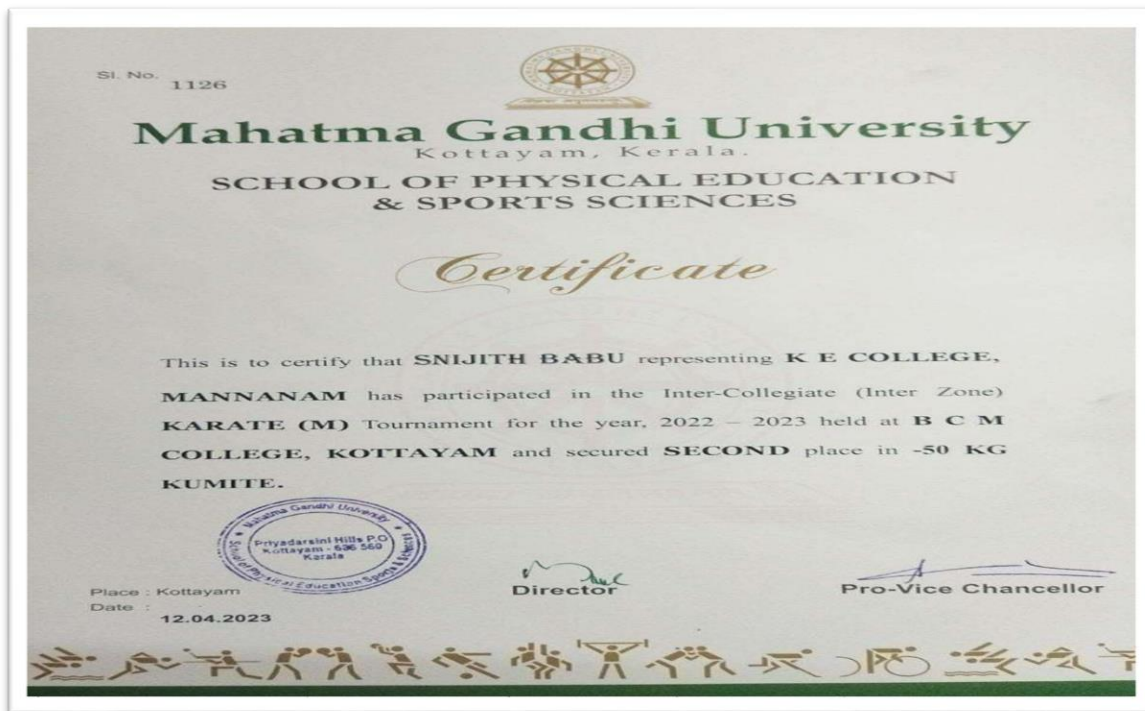 Sl. No. 1126
Mahatma Gandhi University
Kottayam, Kerala.
SCHOOL OF PHYSICAL EDUCATION
& SPORTS SCIENCES
Certificate
This is to certify that SNIJITH BABU representing K E COLLEGE,
MANNANAM has participated in the Inter-Collegiate (Inter Zone)
KARATE (M) Tournament for the year, 2022 – 2023 held at B C M
COLLEGE, KOTTAYAM and secured SECOND place in -50 KG
KUMITE.
Mahatma Gandhi University
Priyadarsini Hills P.O
Kottayam - 686 560
Kerala
School of Physical Education Sports & Sciences
Place : Kottayam
Date :
12.04.2023
Director
Pro-Vice Chancellor